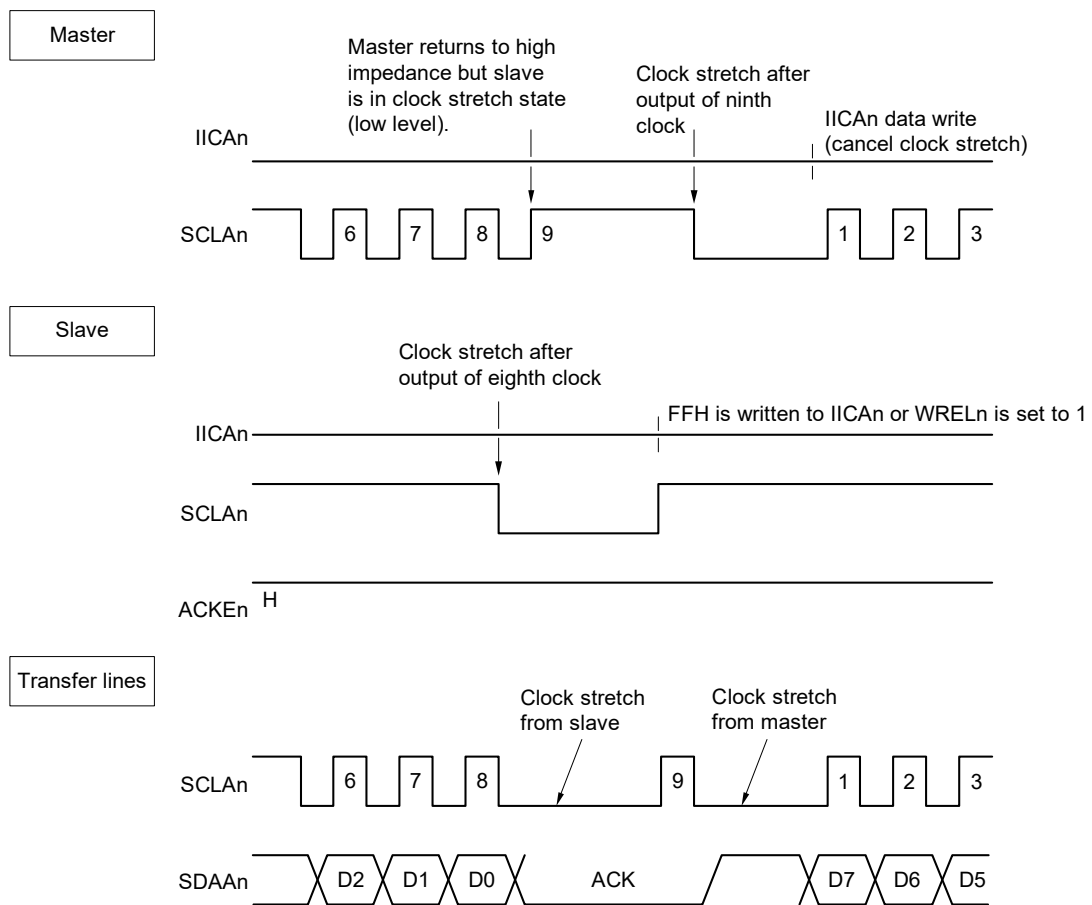 Master
Master returns to high
impedance but slave
is in clock stretch state
(low level).
Clock stretch after
output of ninth
clock
IICAn data write
(cancel clock stretch)
IICAn
SCLAn
6 7 8 9 1 2 3
Slave
Clock stretch after
output of eighth clock
FFH is written to IICAn or WRELn is set to 1
IICAn
SCLAn
ACKEn H
Transfer lines
Clock stretch
from slave
Clock stretch
from master
SCLAn 6 7 8 9 1 2 3
SDAAn D2 D1 D0 ACK D7 D6 D5